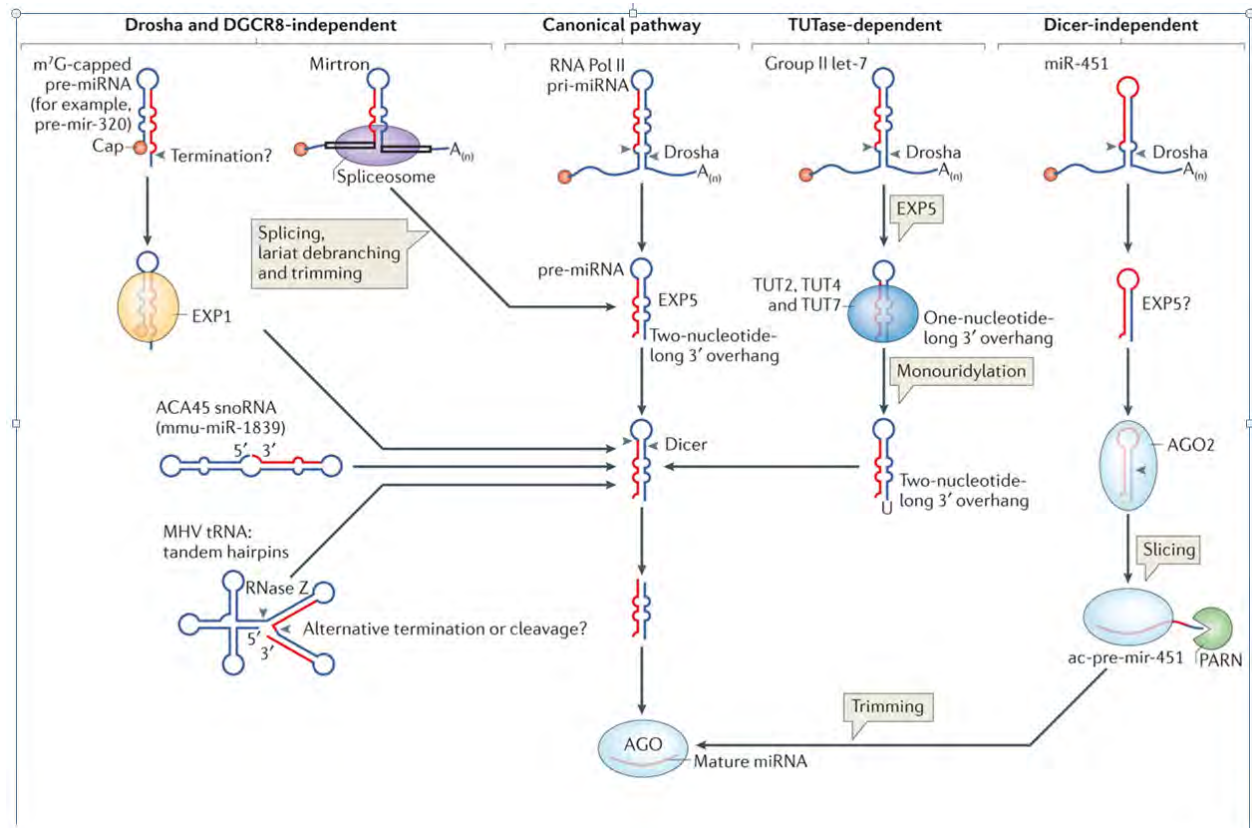 Drosha and DGCR8-independent
Canonical pathway
TUTase-dependent
Dicer-independent
m⁷G-capped
pre-miRNA
(for example,
pre-mir-320)
Cap
Termination?
Mirtron
A(n)
Spliceosome
RNA Pol II
pri-miRNA
Drosha
A(n)
Group II let-7
Drosha
A(n)
miR-451
Drosha
A(n)
Splicing,
lariat debranching
and trimming
EXP5
EXP1
pre-miRNA
EXP5
Two-nucleotide-
long 3′ overhang
TUT2, TUT4
and TUT7
One-nucleotide-
long 3′ overhang
EXP5?
Monouridylation
ACA45 snoRNA
(mmu-miR-1839)
5′ 3′
Dicer
Two-nucleotide-
long 3′ overhang
U
AGO2
MHV tRNA:
tandem hairpins
RNase Z
5′
3′
Alternative termination or cleavage?
Slicing
ac-pre-mir-451
PARN
Trimming
AGO
Mature miRNA